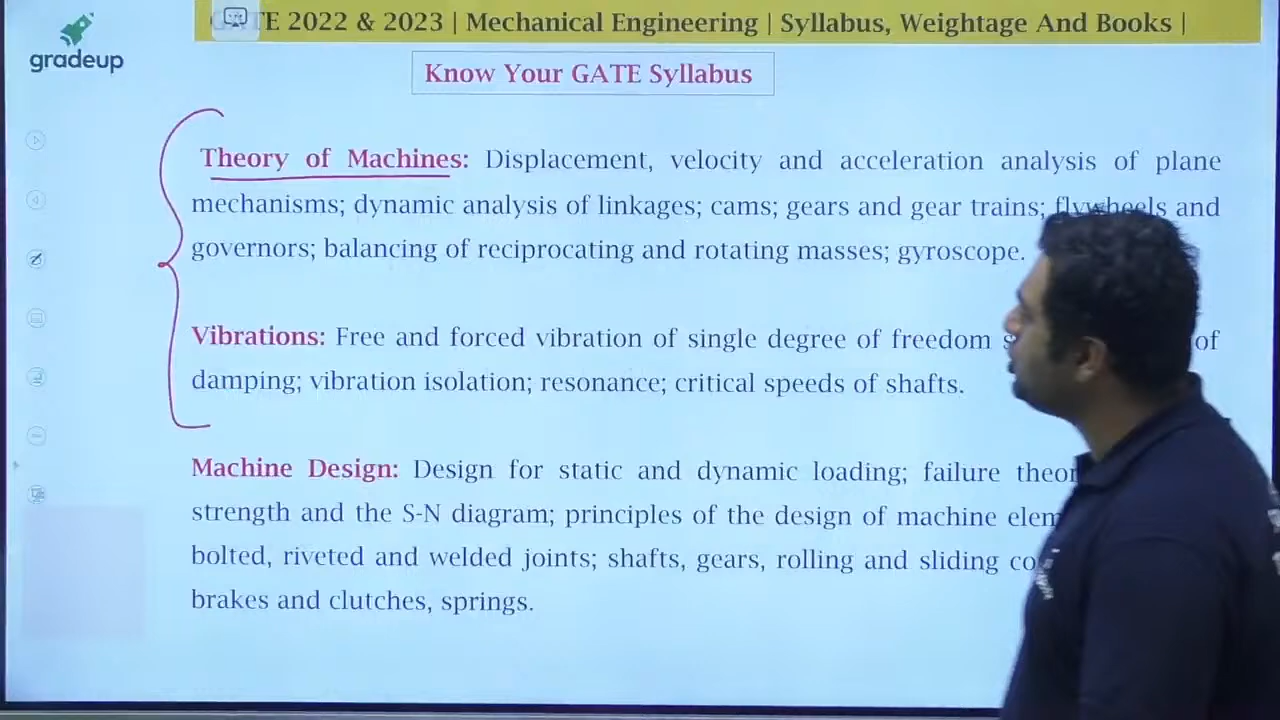 gradeup
GATE 2022 & 2023 | Mechanical Engineering | Syllabus, Weightage And Books |
Know Your GATE Syllabus
Theory of Machines: Displacement, velocity and acceleration analysis of plane
mechanisms; dynamic analysis of linkages; cams; gears and gear trains; flywheels and
governors; balancing of reciprocating and rotating masses; gyroscope.
Vibrations: Free and forced vibration of single degree of freedom of
damping; vibration isolation; resonance; critical speeds of shafts.
Machine Design: Design for static and dynamic loading; failure
strength and the S-N diagram; principles of the design of machine
bolted, riveted and welded joints; shafts, gears, rolling and sliding
brakes and clutches, springs.